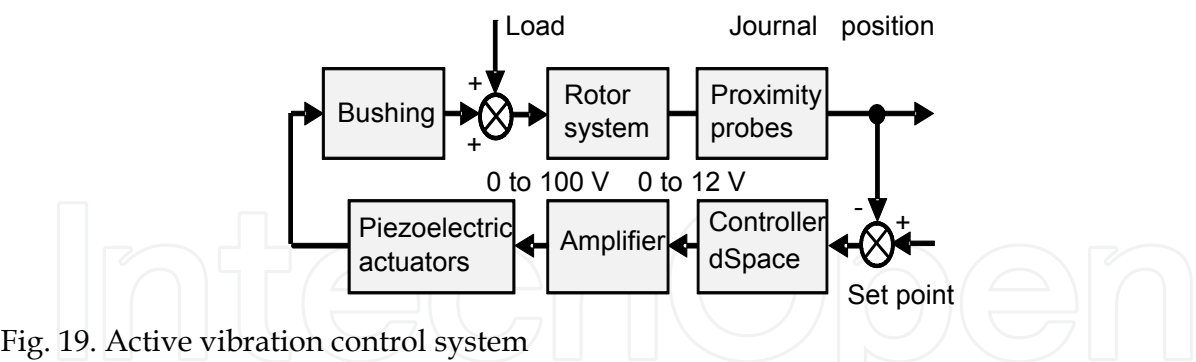 Load
Journal position
+
Bushing
+
Rotor
system
Proximity
probes
0 to 100 V
0 to 12 V
Piezoelectric
actuators
Amplifier
Controller
dSpace
-
+
Set point
IntechOpen
Fig. 19. Active vibration control system